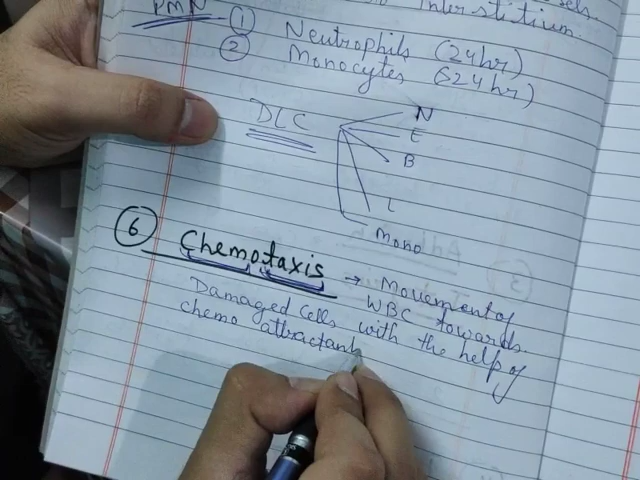 Interstitium.
PMN
① Neutrophils (24hr)
② Monocytes (24hr)
DLC
N
E
B
L
Mono
⑥ Chemotaxis → Movement of
WBC towards
Damaged Cells with the help of
chemo attractants